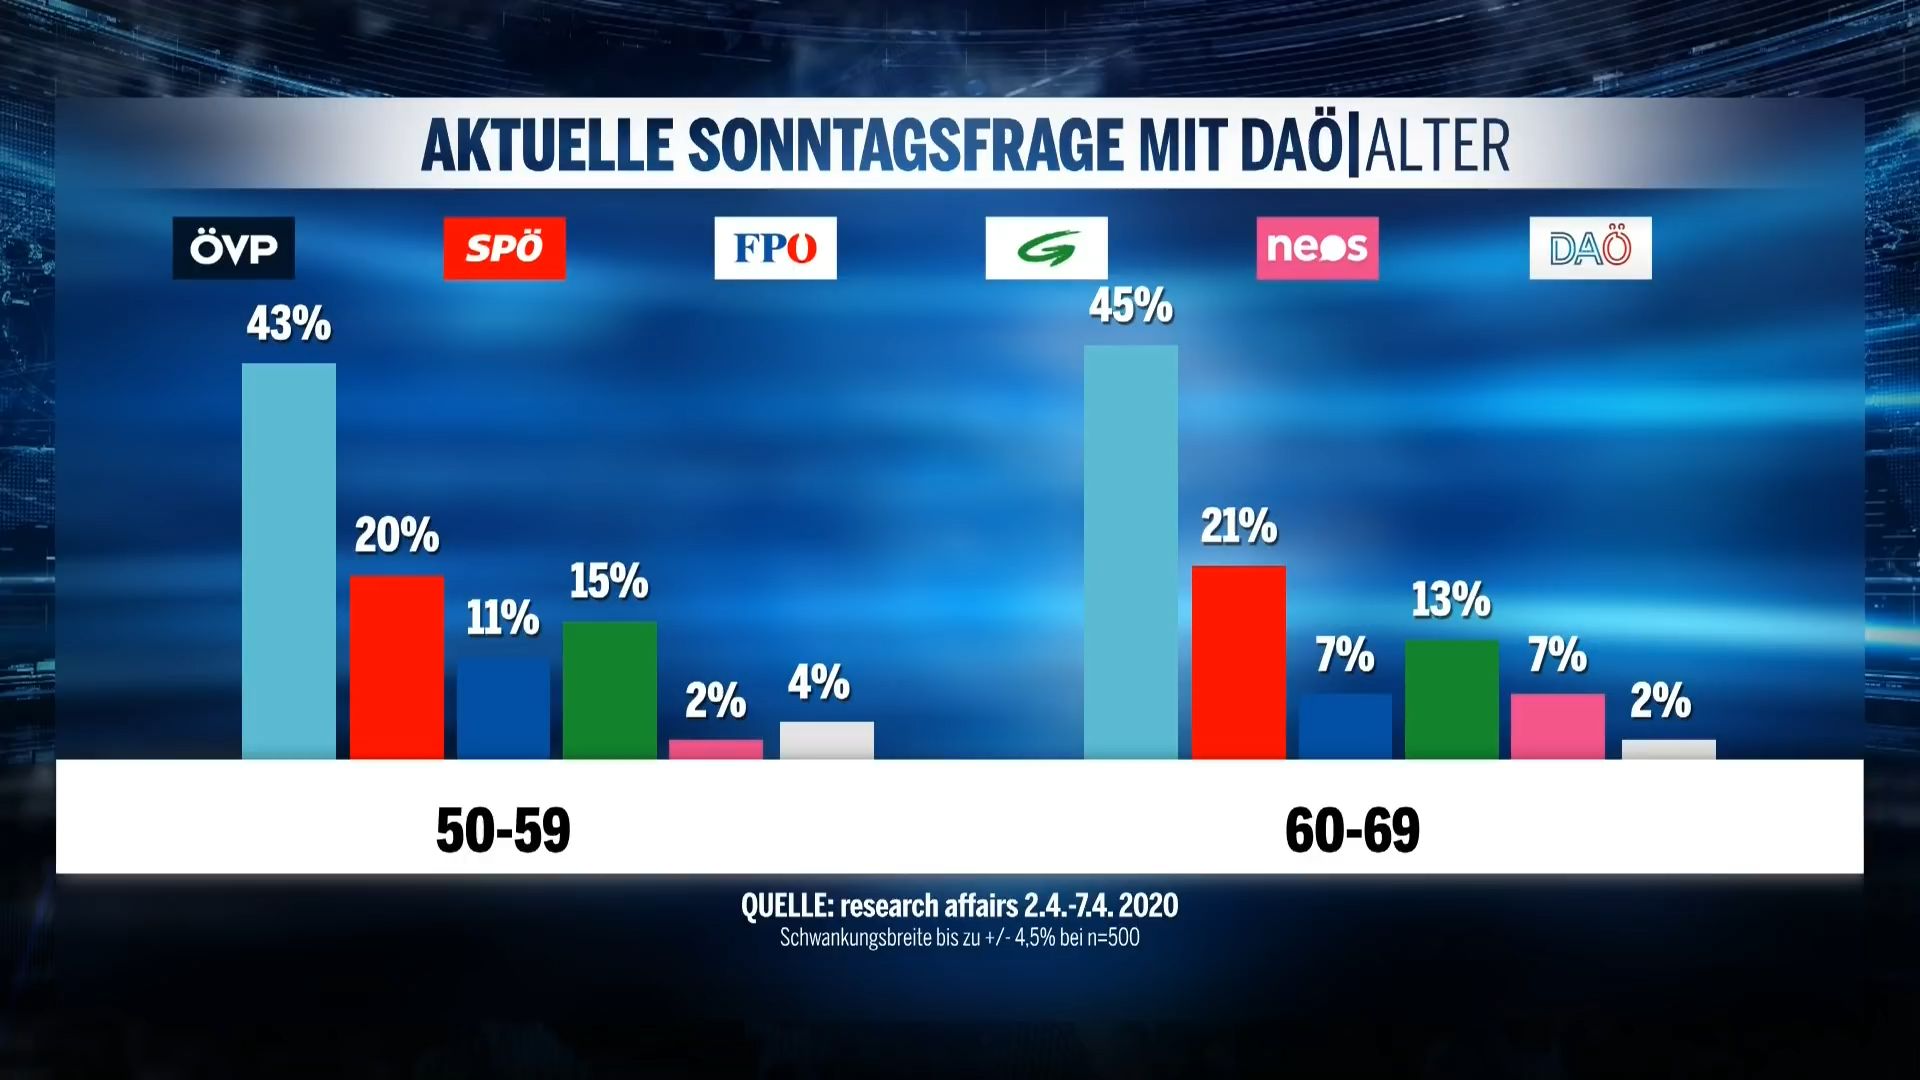 AKTUELLE SONNTAGSFRAGE MIT DAÖ|ALTER
ÖVP SPÖ FPÖ neos DAÖ
43% 20% 11% 15% 2% 4%
45% 21% 7% 13% 7% 2%
50-59 60-69
QUELLE: research affairs 2.4.-7.4. 2020
Schwankungsbreite bis zu +/- 4,5% bei n=500